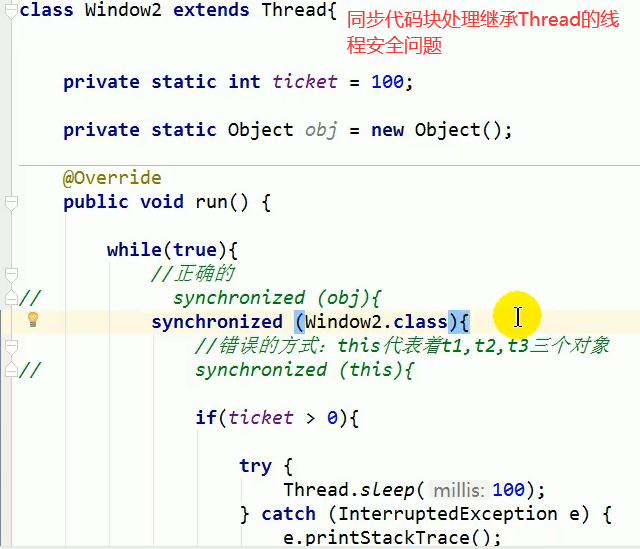 class Window2 extends Thread{
同步代码块处理继承Thread的线
程安全问题
private static int ticket = 100;
private static Object obj = new Object();
@Override
public void run() {
while(true){
//正确的
// synchronized (obj){
synchronized (Window2.class){
//错误的方式：this代表着t1,t2,t3三个对象
// synchronized (this){
if(ticket > 0){
try {
Thread.sleep( millis: 100);
} catch (InterruptedException e) {
e.printStackTrace();